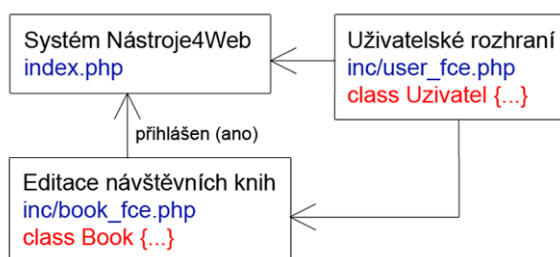 Systém Nástroje4Web
index.php
Uživatelské rozhraní
inc/user_fce.php
class Uzivatel {...}
přihlášen (ano)
Editace návštěvních knih
inc/book_fce.php
class Book {...}